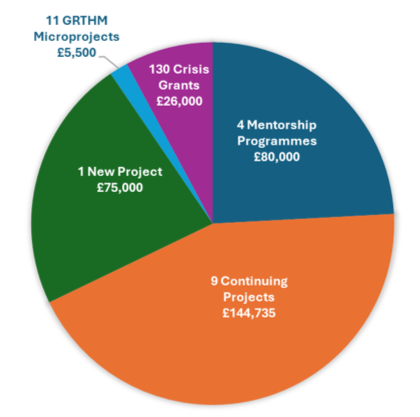 11 GRTHM
Microprojects
£5,500
130 Crisis
Grants
£26,000
4 Mentorship
Programmes
£80,000
1 New Project
£75,000
9 Continuing
Projects
£144,735